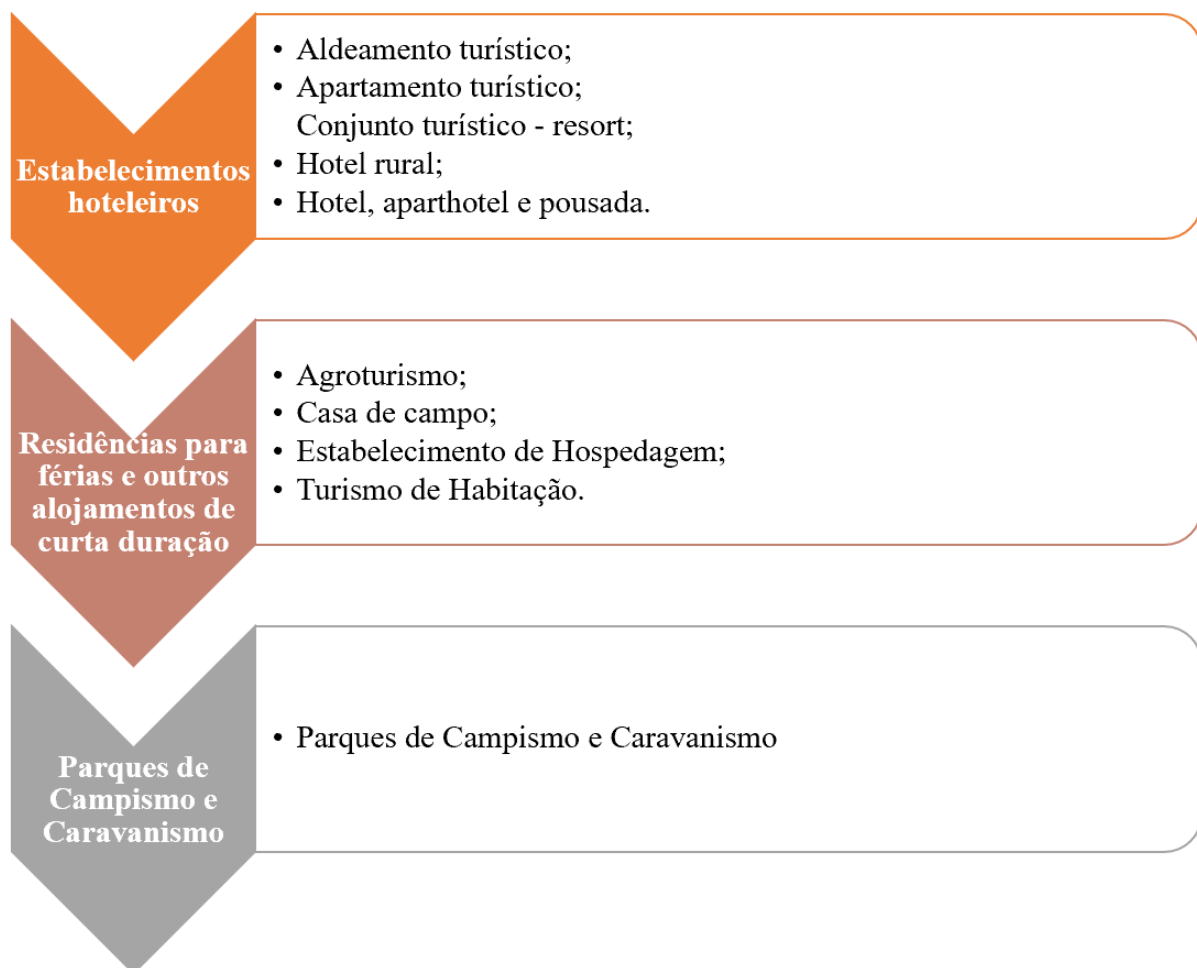 Estabelecimentos
hoteleiros
• Aldeamento turístico;
• Apartamento turístico;
Conjunto turístico - resort;
• Hotel rural;
• Hotel, aparthotel e pousada.
Residências para
férias e outros
alojamentos de
curta duração
• Agroturismo;
• Casa de campo;
• Estabelecimento de Hospedagem;
• Turismo de Habitação.
Parques de
Campismo e
Caravanismo
• Parques de Campismo e Caravanismo